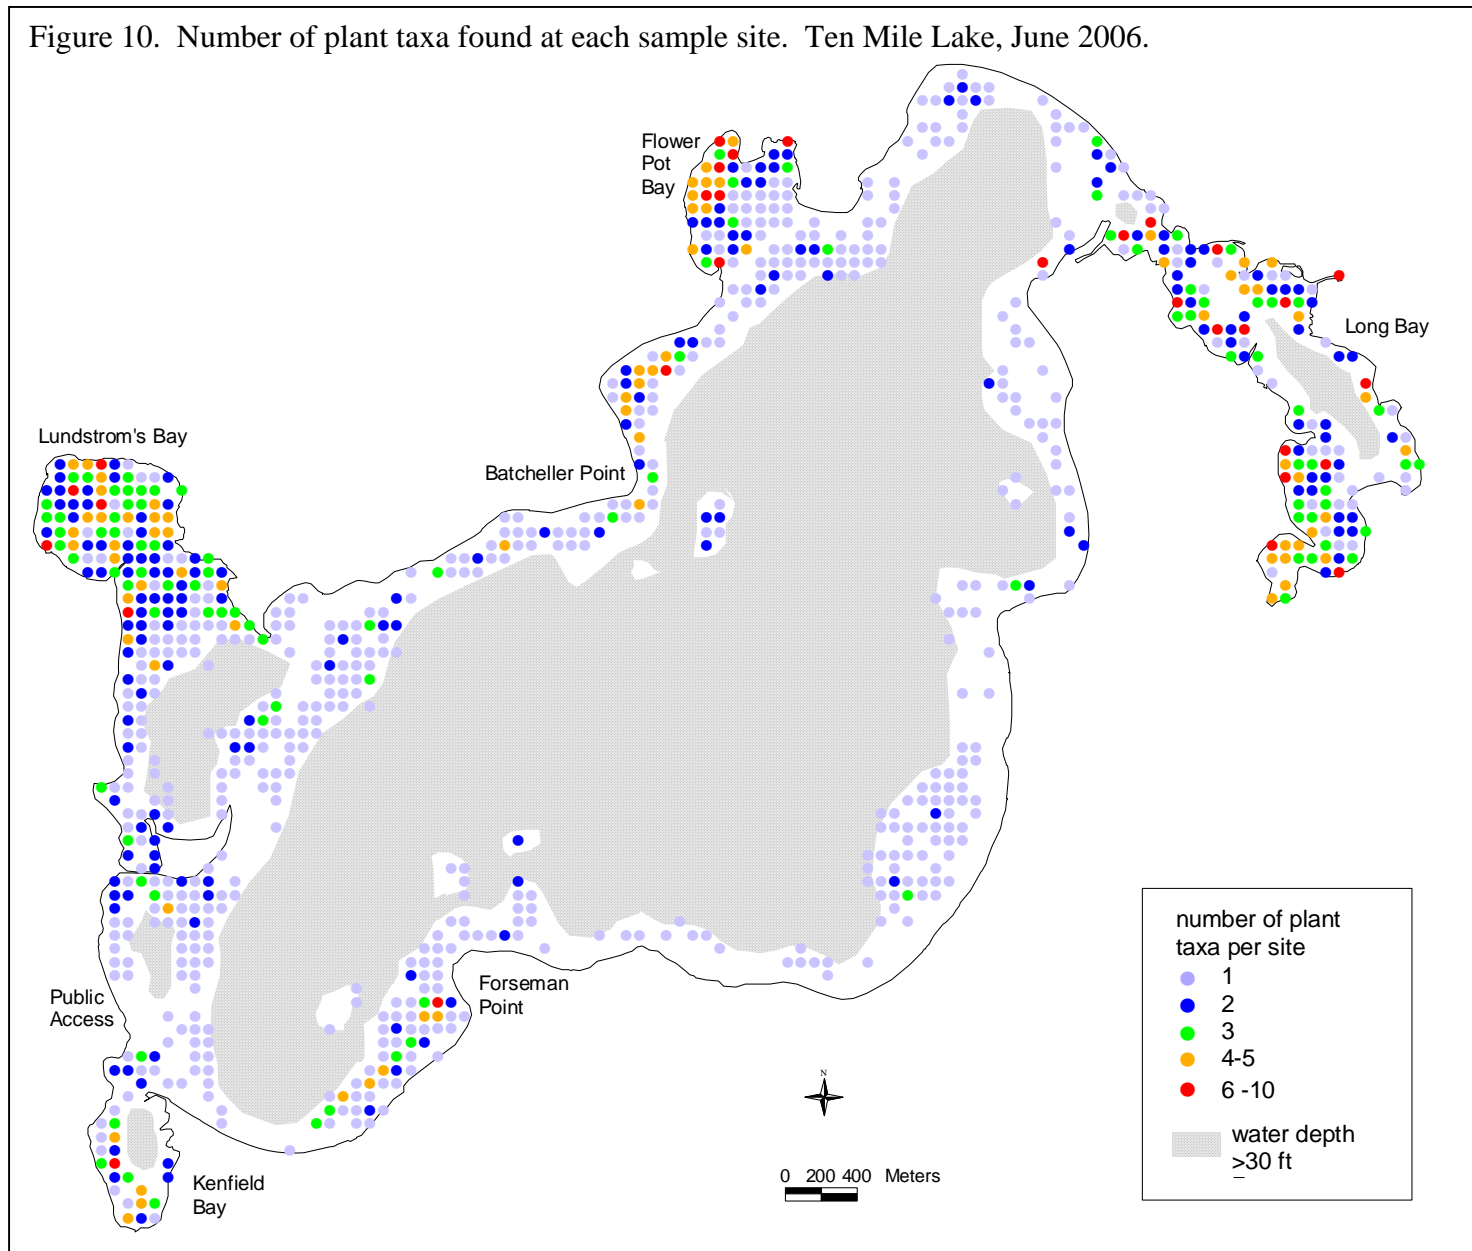 Figure 10. Number of plant taxa found at each sample site. Ten Mile Lake, June 2006.
Flower
Pot
Bay
Long Bay
Lundstrom's Bay
Batcheller Point
Forseman
Point
Public
Access
Kenfield
Bay
N
0 200 400 Meters
number of plant
taxa per site
1
2
3
4-5
6 -10
water depth
>30 ft